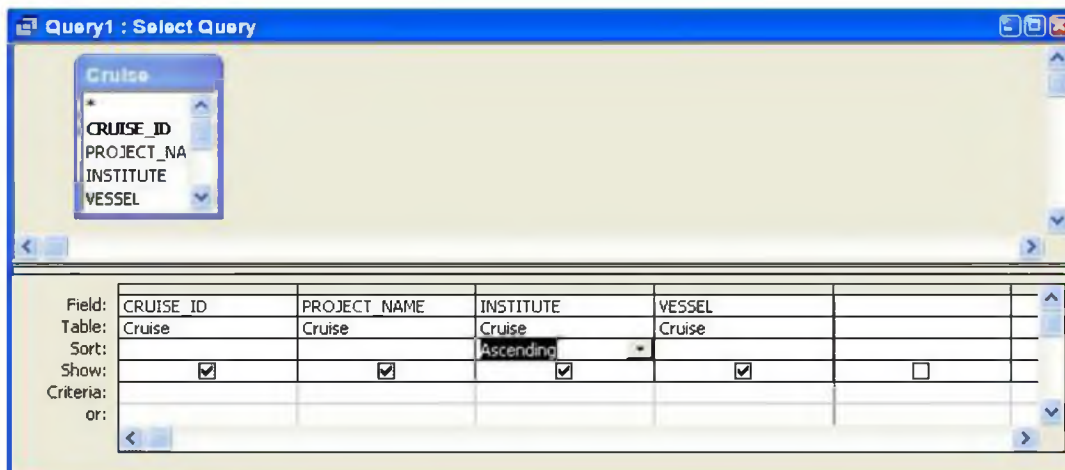 Query1 : Select Query
Cruise
*
CRUISE_ID
PROJECT_NA
INSTITUTE
VESSEL
Field: CRUISE_ID PROJECT_NAME INSTITUTE VESSEL
Table: Cruise Cruise Cruise Cruise
Sort: Ascending
Show:
Criteria:
or: